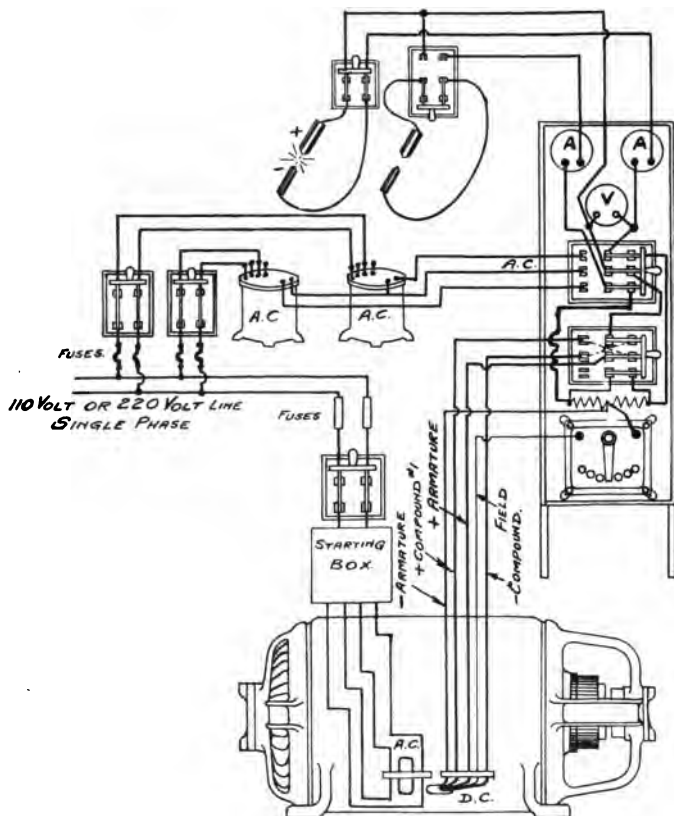 +
-
A
A
V
A.C.
A.C.
A.C.
FUSES.
110 VOLT OR 220 VOLT LINE
SINGLE PHASE
FUSES
STARTING
BOX
-ARMATURE
+COMPOUND #1
+ARMATURE
FIELD
-COMPOUND.
A.C.
D.C.